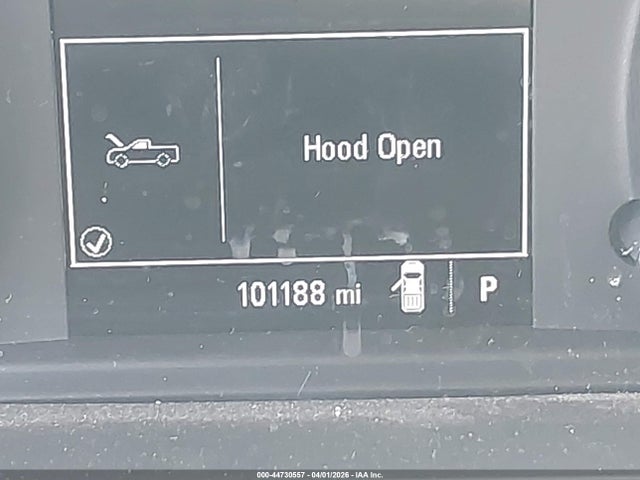 Hood Open
101188 mi
P
000-44730557 - 04/01/2026 - IAA Inc.